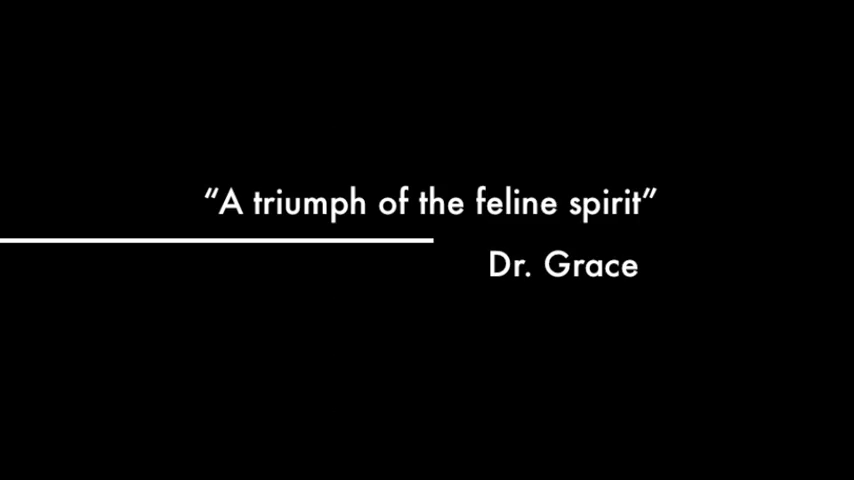 “A triumph of the feline spirit”
Dr. Grace